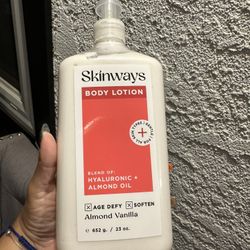 Skinways
BODY LOTION
BLEND OF:
HYALURONIC +
ALMOND OIL
AGE DEFY
SOFTEN
Almond Vanilla
℮ 652 g. / 23 oz.